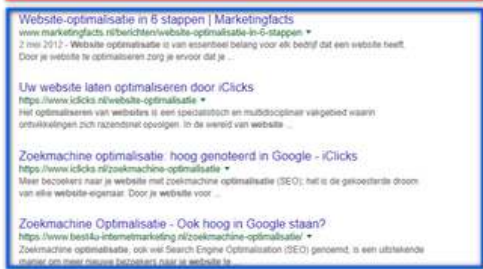 Website-optimalisatie in 6 stappen | Marketingfacts
www.marketingfacts.nl/berichten/website-optimalisatie-in-6-stappen ▼
2 mei 2012 - Website optimalisatie is van essentieel belang voor elk bedrijf dat een website heeft.
Door je website te optimaliseren zorg je ervoor dat je ...
Uw website laten optimaliseren door iClicks
https://www.iclicks.nl/website-optimalisatie ▼
Het optimaliseren van websites is een specialistisch en multidisciplinair vakgebied waarin
ontwikkelingen zich razendsnel opvolgen. In de wereld van website ...
Zoekmachine optimalisatie: hoog genoteerd in Google - iClicks
https://www.iclicks.nl/zoekmachine-optimalisatie ▼
Meer bezoekers naar je website met zoekmachine optimalisatie (SEO); het is de gekoesterde droom
van elke website-eigenaar. Door je website voor ...
Zoekmachine Optimalisatie - Ook hoog in Google staan?
https://www.best4u-internetmarketing.nl/zoekmachine-optimalisatie/ ▼
Zoekmachine optimalisatie, ook wel Search Engine Optimalisation (SEO) genoemd, is een uitstekende
manier om meer nieuwe bezoekers naar je website te ...